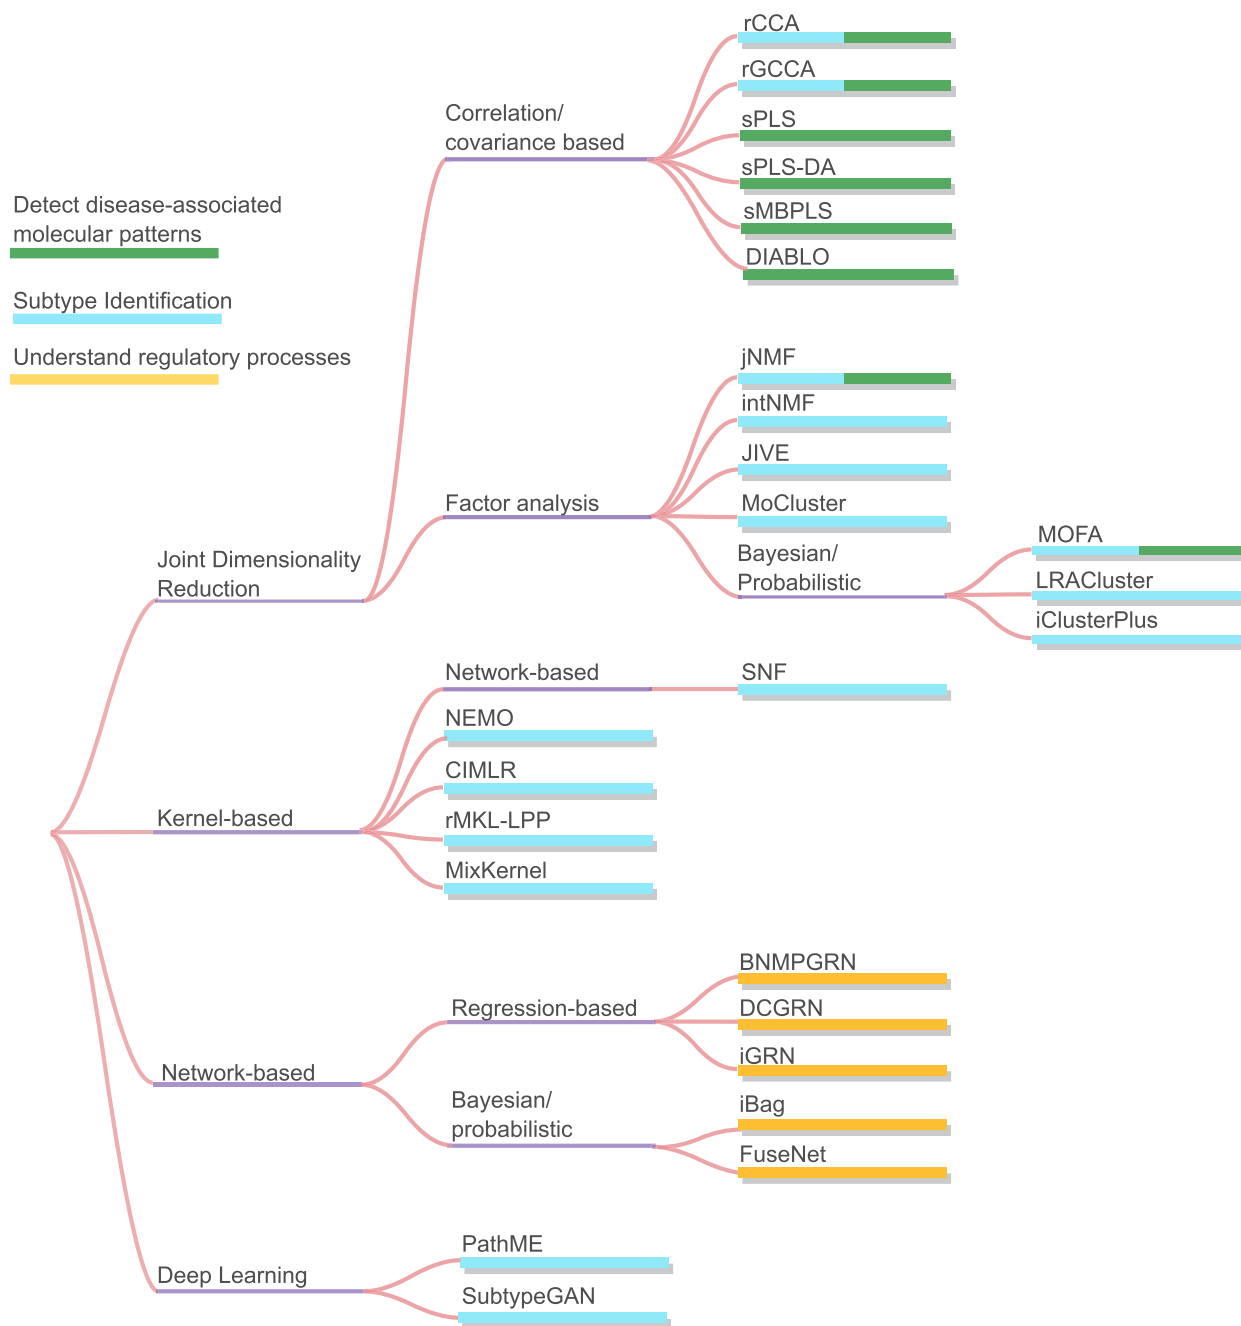 Detect disease-associated
molecular patterns
Subtype Identification
Understand regulatory processes
Joint Dimensionality
Reduction
Correlation/
covariance based
rCCA
rGCCA
sPLS
sPLS-DA
sMBPLS
DIABLO
Factor analysis
jNMF
intNMF
JIVE
MoCluster
Bayesian/
Probabilistic
MOFA
LRACluster
iClusterPlus
Kernel-based
Network-based
SNF
NEMO
CIMLR
rMKL-LPP
MixKernel
Network-based
Regression-based
BNMPGRN
DCGRN
iGRN
Bayesian/
probabilistic
iBag
FuseNet
Deep Learning
PathME
SubtypeGAN